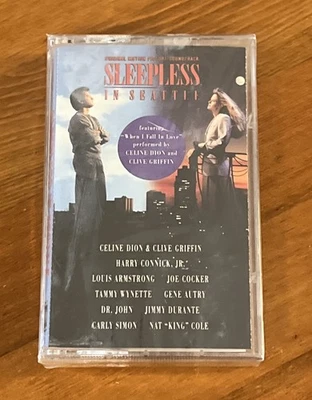 ORIGINAL MOTION PICTURE SOUNDTRACK
SLEEPLESS
IN SEATTLE
featuring
"When I Fall In Love"
performed by
CELINE DION and
CLIVE GRIFFIN
CELINE DION & CLIVE GRIFFIN
HARRY CONNICK, JR.
LOUIS ARMSTRONG JOE COCKER
TAMMY WYNETTE GENE AUTRY
DR. JOHN JIMMY DURANTE
CARLY SIMON NAT "KING" COLE